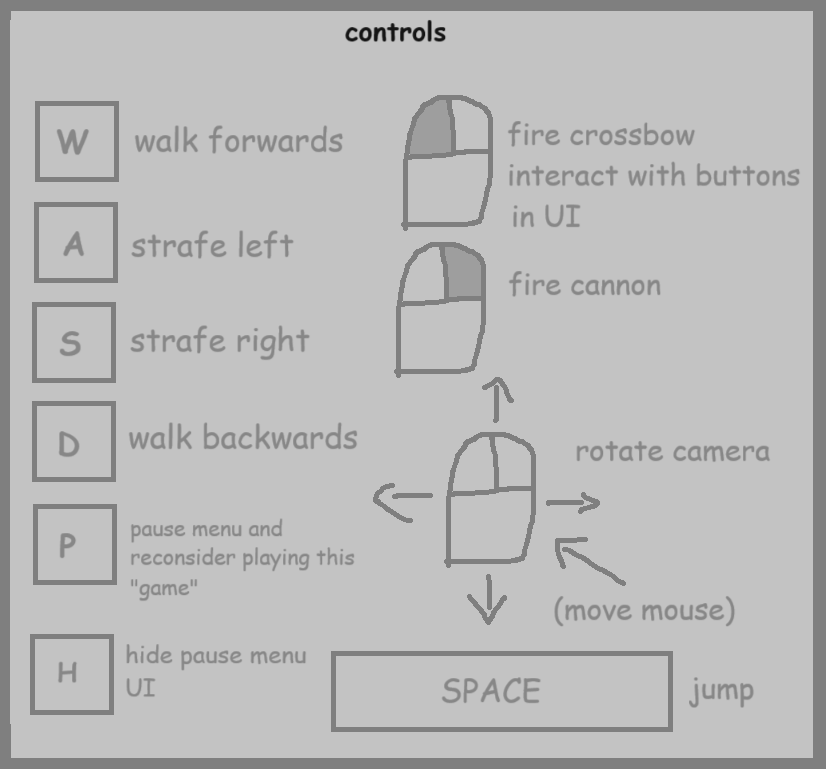 controls
W walk forwards
A strafe left
S strafe right
D walk backwards
P pause menu and
reconsider playing this
"game"
H hide pause menu
UI
fire crossbow
interact with buttons
in UI
fire cannon
rotate camera
(move mouse)
SPACE jump